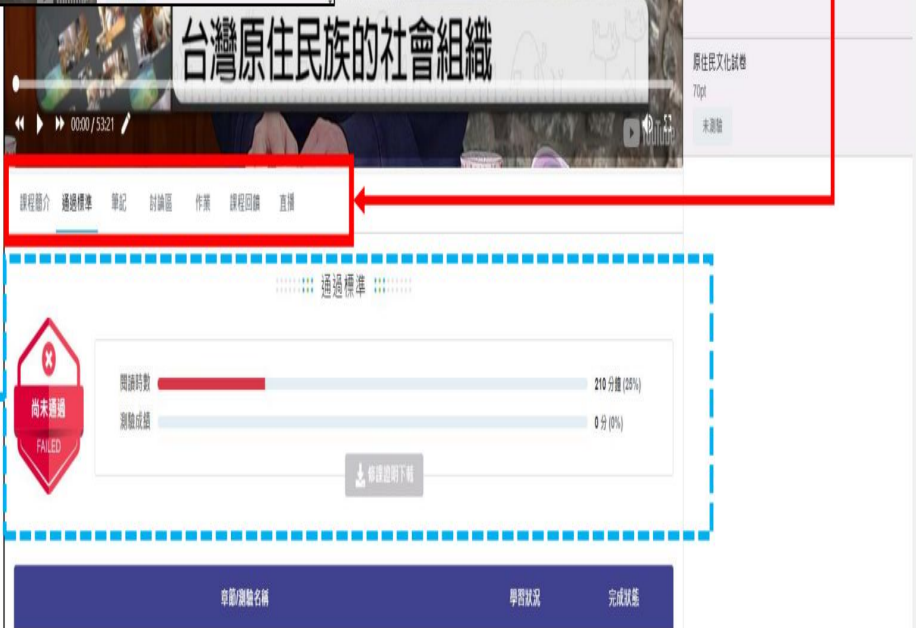 台灣原住民族的社會組織
00:00 / 53:21
YouTube
原住民文化試卷
70pt
未測驗
課程簡介 通過標準 筆記 討論區 作業 課程回饋 直播
通過標準
尚未通過
FAILED
閱讀時數 210 分鐘 (25%)
測驗成績 0 分 (0%)
修課證明下載
章節/測驗名稱 學習狀況 完成狀態